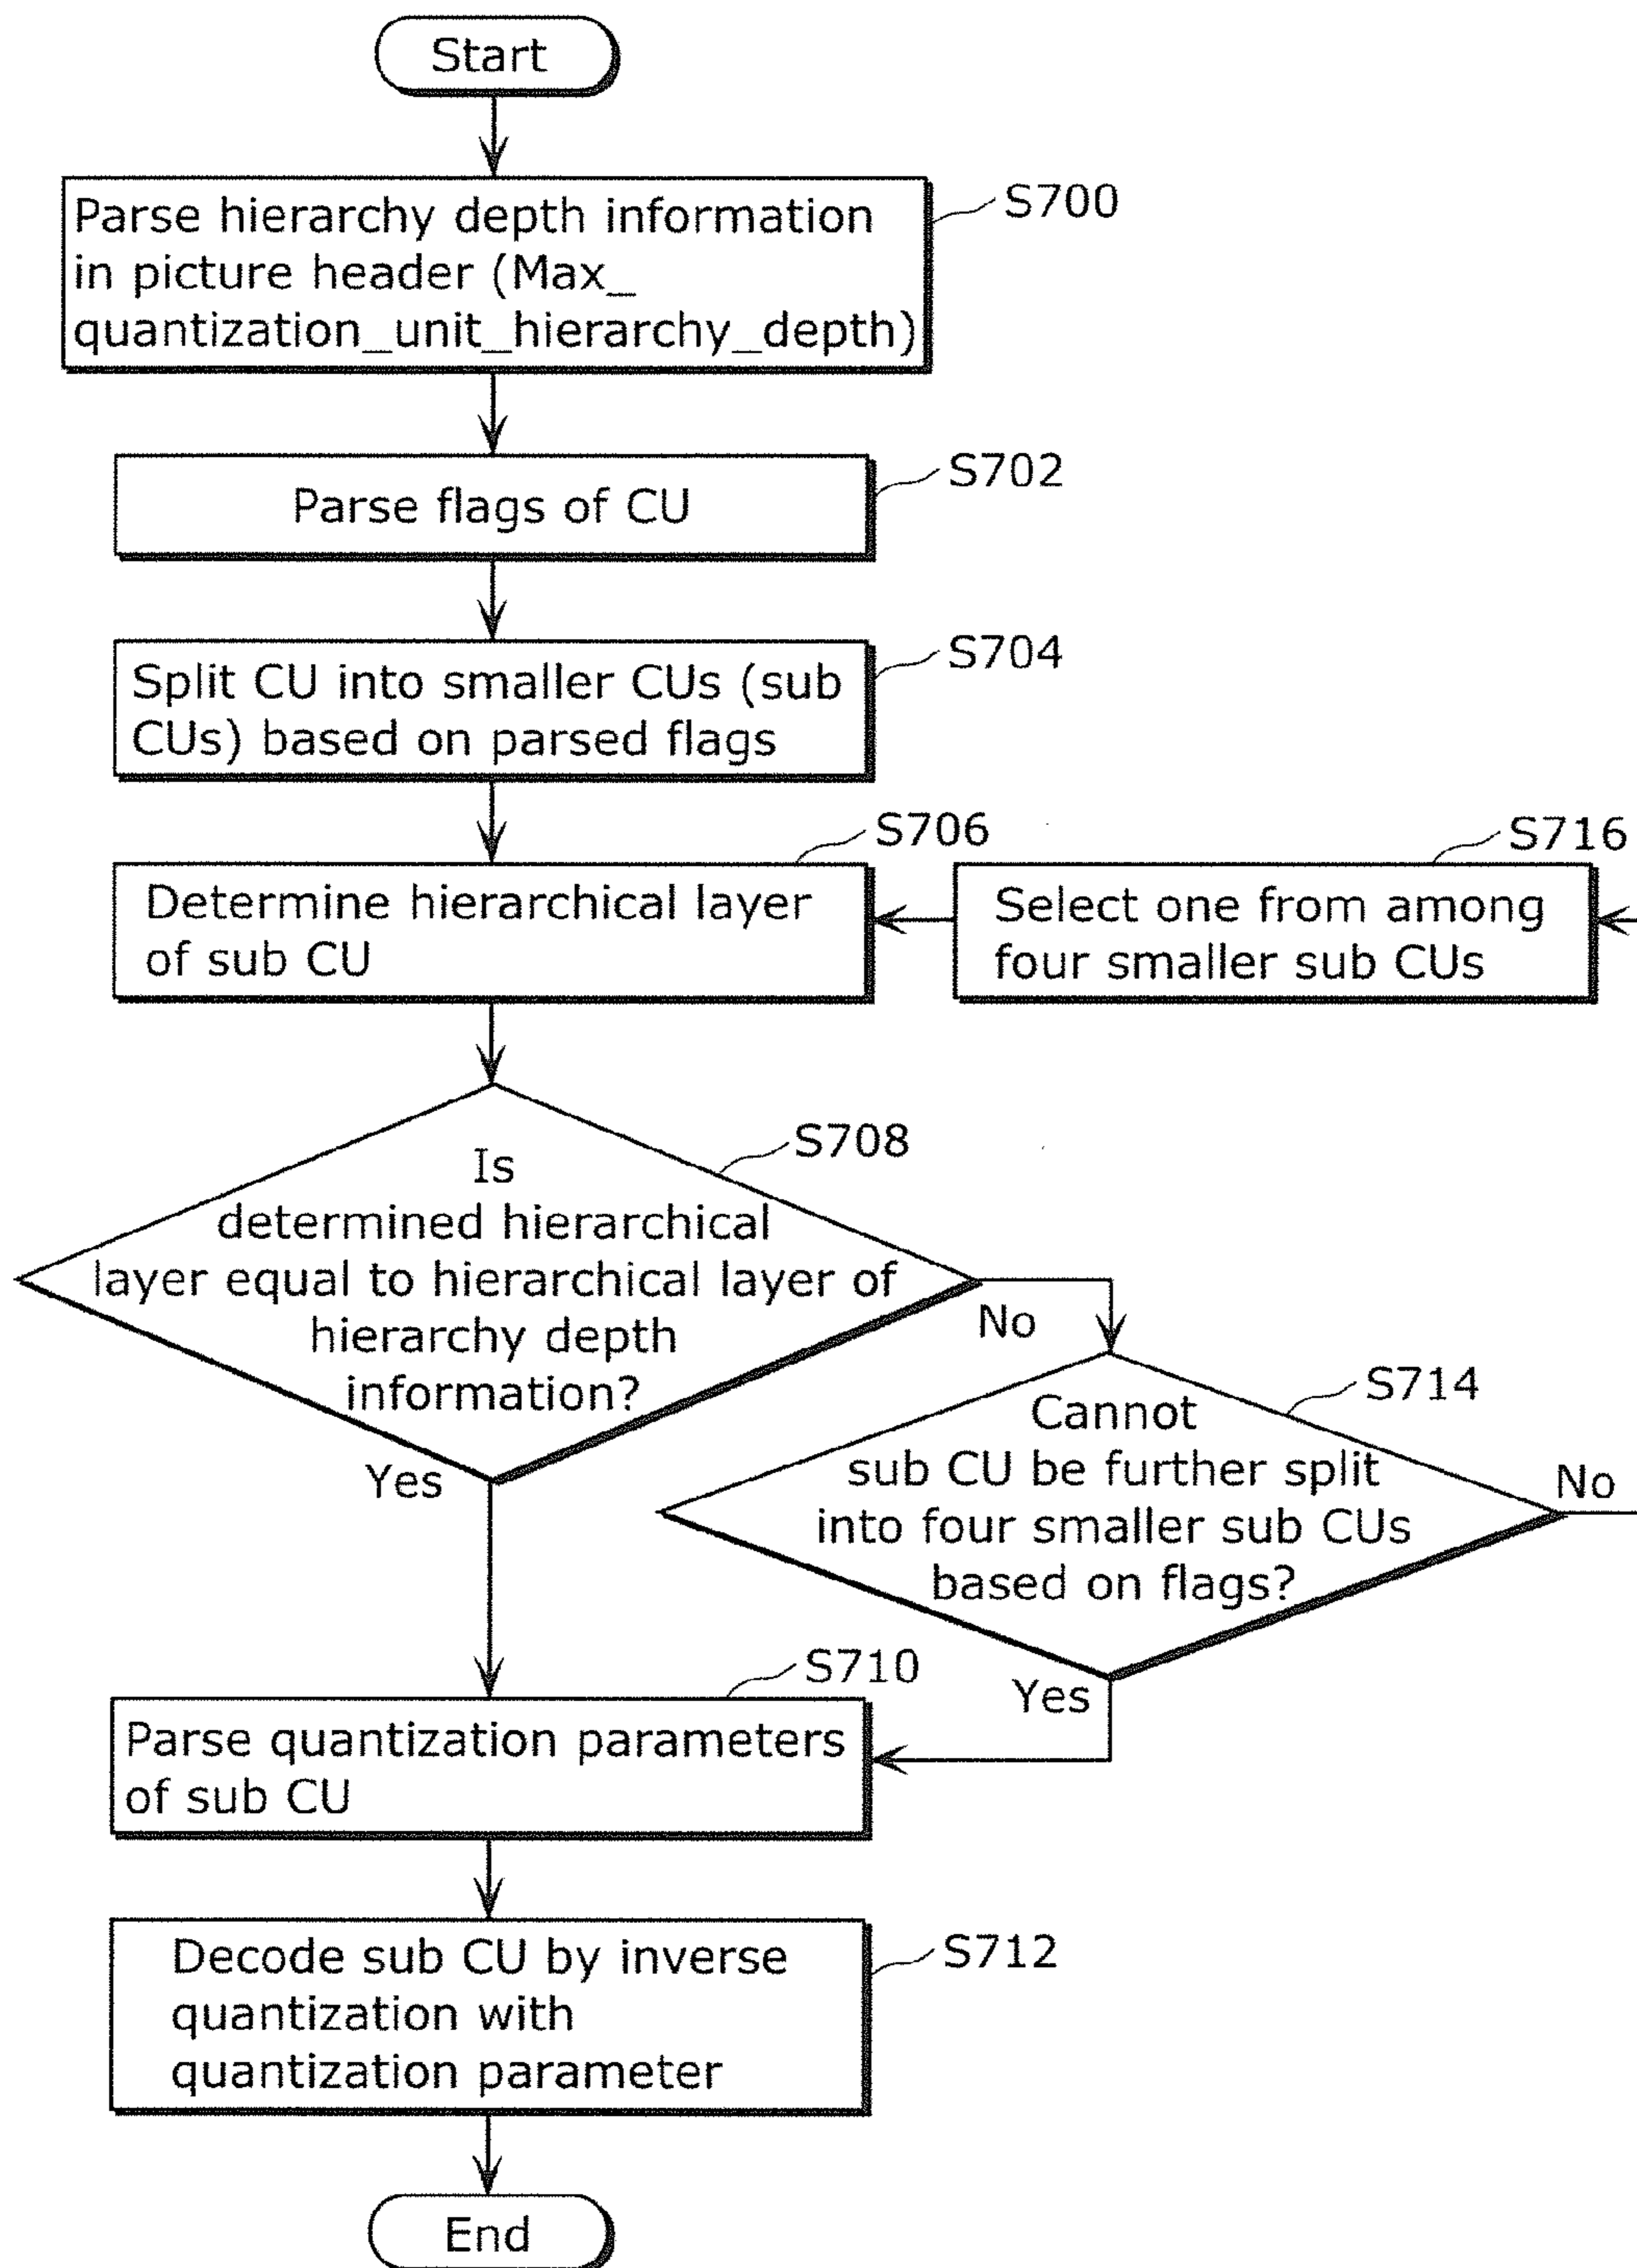 Start
Parse hierarchy depth information
in picture header (Max_
quantization_unit_hierarchy_depth)
S700
Parse flags of CU
S702
Split CU into smaller CUs (sub
CUs) based on parsed flags
S704
Determine hierarchical layer
of sub CU
S706
Select one from among
four smaller sub CUs
S716
Is
determined hierarchical
layer equal to hierarchical layer of
hierarchy depth
information?
S708
No
Yes
Cannot
sub CU be further split
into four smaller sub CUs
based on flags?
S714
No
Yes
Parse quantization parameters
of sub CU
S710
Decode sub CU by inverse
quantization with
quantization parameter
S712
End